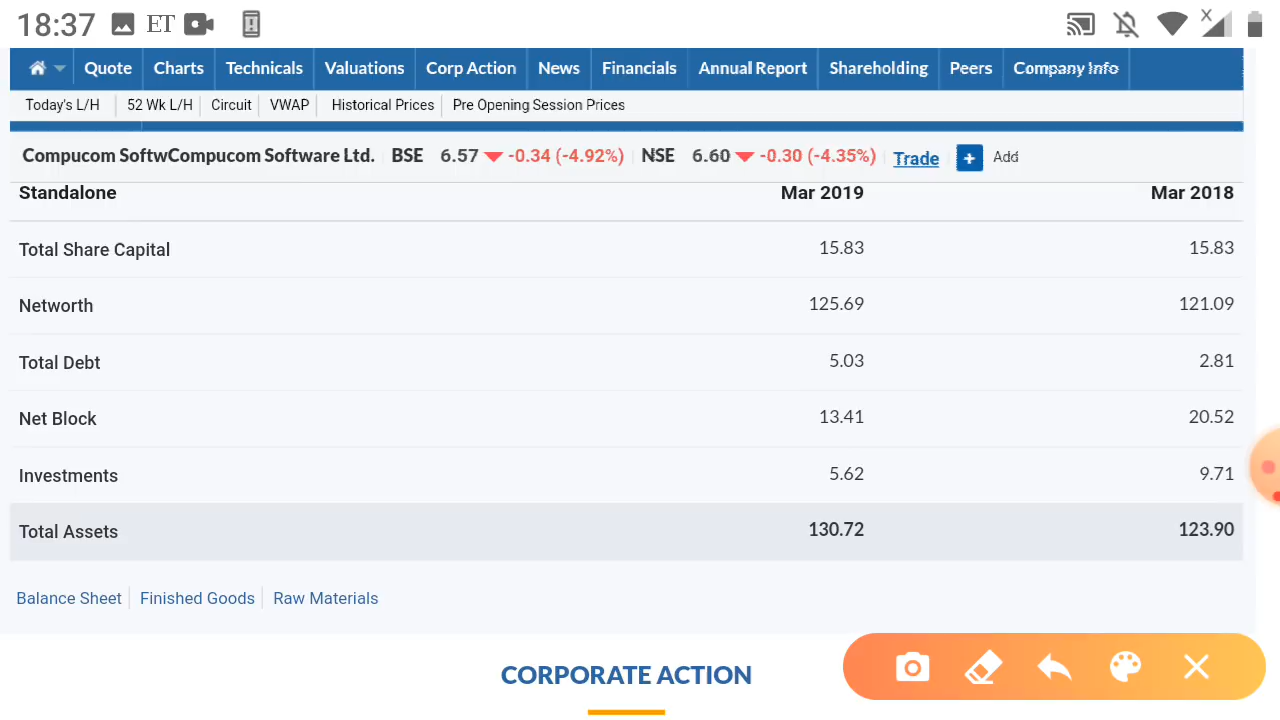 18:37 ET X
Quote Charts Technicals Valuations Corp Action News Financials Annual Report Shareholding Peers Company Info
Today's L/H 52 Wk L/H Circuit VWAP Historical Prices Pre Opening Session Prices
Compucom SoftwCompucom Software Ltd. BSE 6.57 -0.34 (-4.92%) NSE 6.60 -0.30 (-4.35%) Trade + Add
Standalone Mar 2019 Mar 2018
Total Share Capital 15.83 15.83
Networth 125.69 121.09
Total Debt 5.03 2.81
Net Block 13.41 20.52
Investments 5.62 9.71
Total Assets 130.72 123.90
Balance Sheet Finished Goods Raw Materials
CORPORATE ACTION